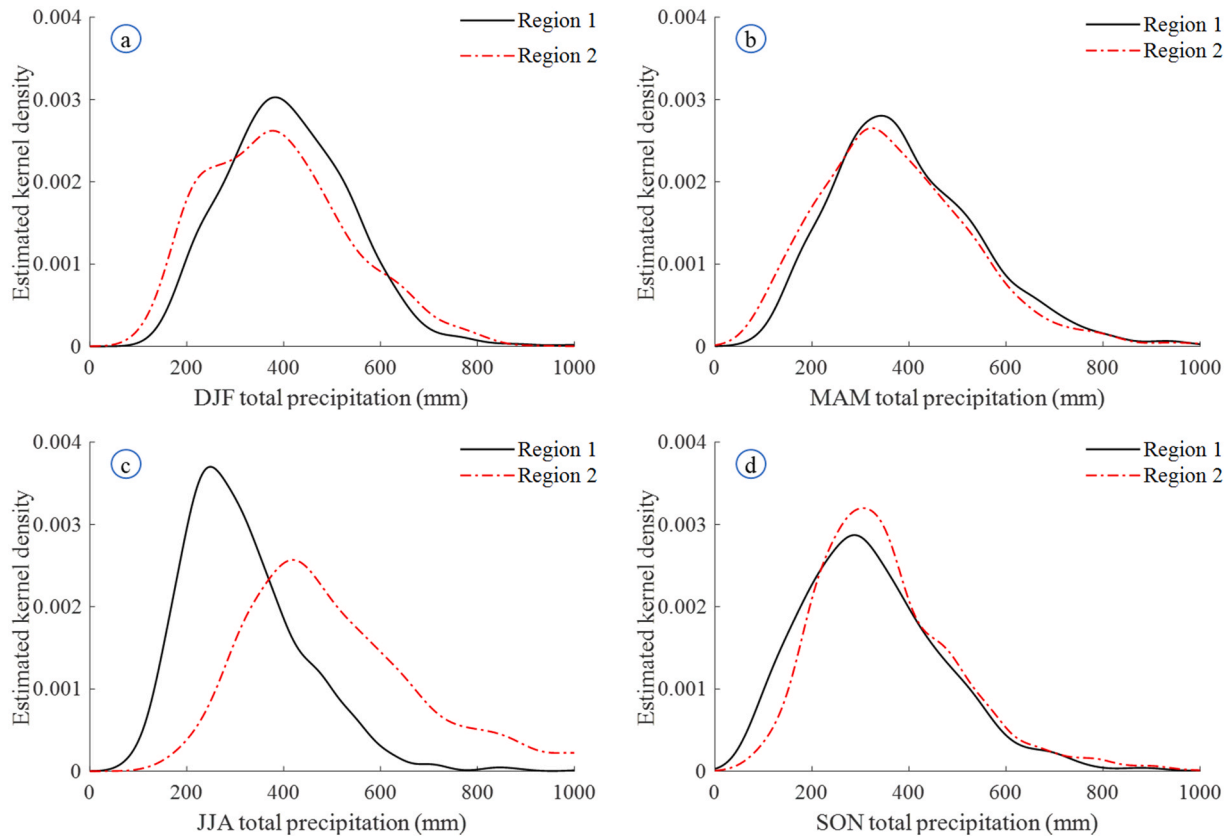 a
Region 1
Region 2
Estimated kernel density
0.004
0.003
0.002
0.001
0
0 200 400 600 800 1000
DJF total precipitation (mm)
b
Region 1
Region 2
Estimated kernel density
0.004
0.003
0.002
0.001
0
0 200 400 600 800 1000
MAM total precipitation (mm)
c
Region 1
Region 2
Estimated kernel density
0.004
0.003
0.002
0.001
0
0 200 400 600 800 1000
JJA total precipitation (mm)
d
Region 1
Region 2
Estimated kernel density
0.004
0.003
0.002
0.001
0
0 200 400 600 800 1000
SON total precipitation (mm)